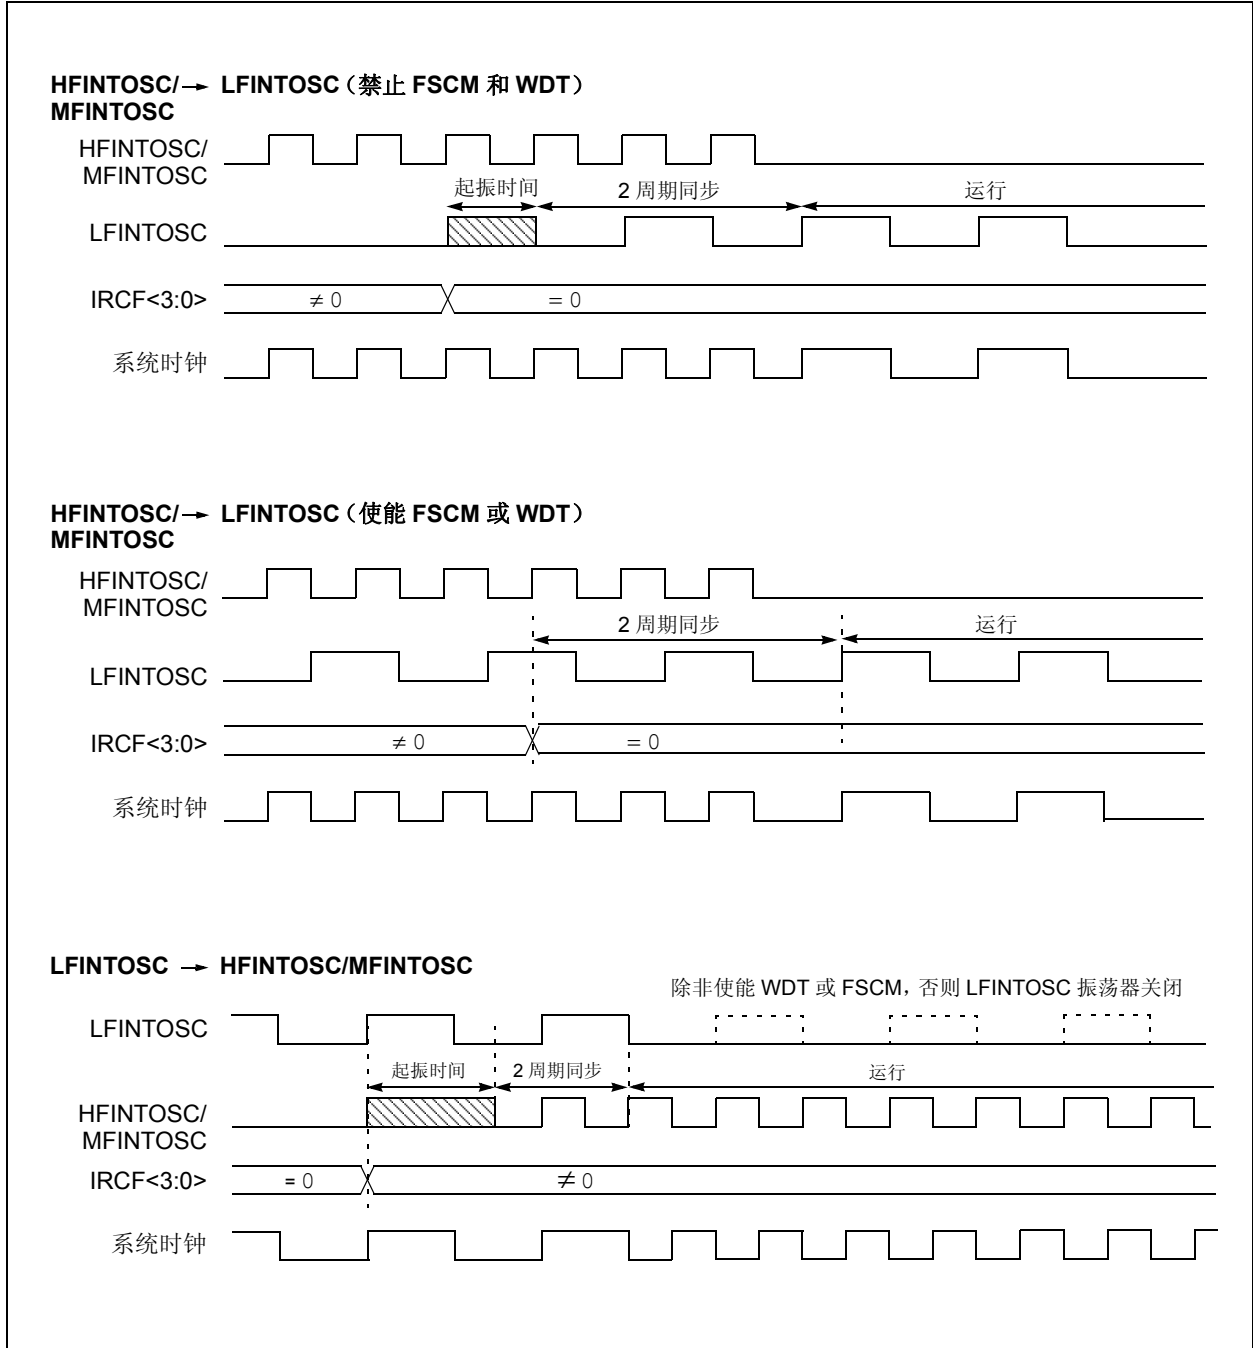 HFINTOSC/→ LFINTOSC（禁止 FSCM 和 WDT）
MFINTOSC
HFINTOSC/
MFINTOSC
起振时间
2 周期同步
运行
LFINTOSC
IRCF<3:0>
≠ 0
= 0
系统时钟
HFINTOSC/→ LFINTOSC（使能 FSCM 或 WDT）
MFINTOSC
HFINTOSC/
MFINTOSC
2 周期同步
运行
LFINTOSC
IRCF<3:0>
≠ 0
= 0
系统时钟
LFINTOSC → HFINTOSC/MFINTOSC
除非使能 WDT 或 FSCM，否则 LFINTOSC 振荡器关闭
LFINTOSC
起振时间
2 周期同步
运行
HFINTOSC/
MFINTOSC
IRCF<3:0>
= 0
≠ 0
系统时钟